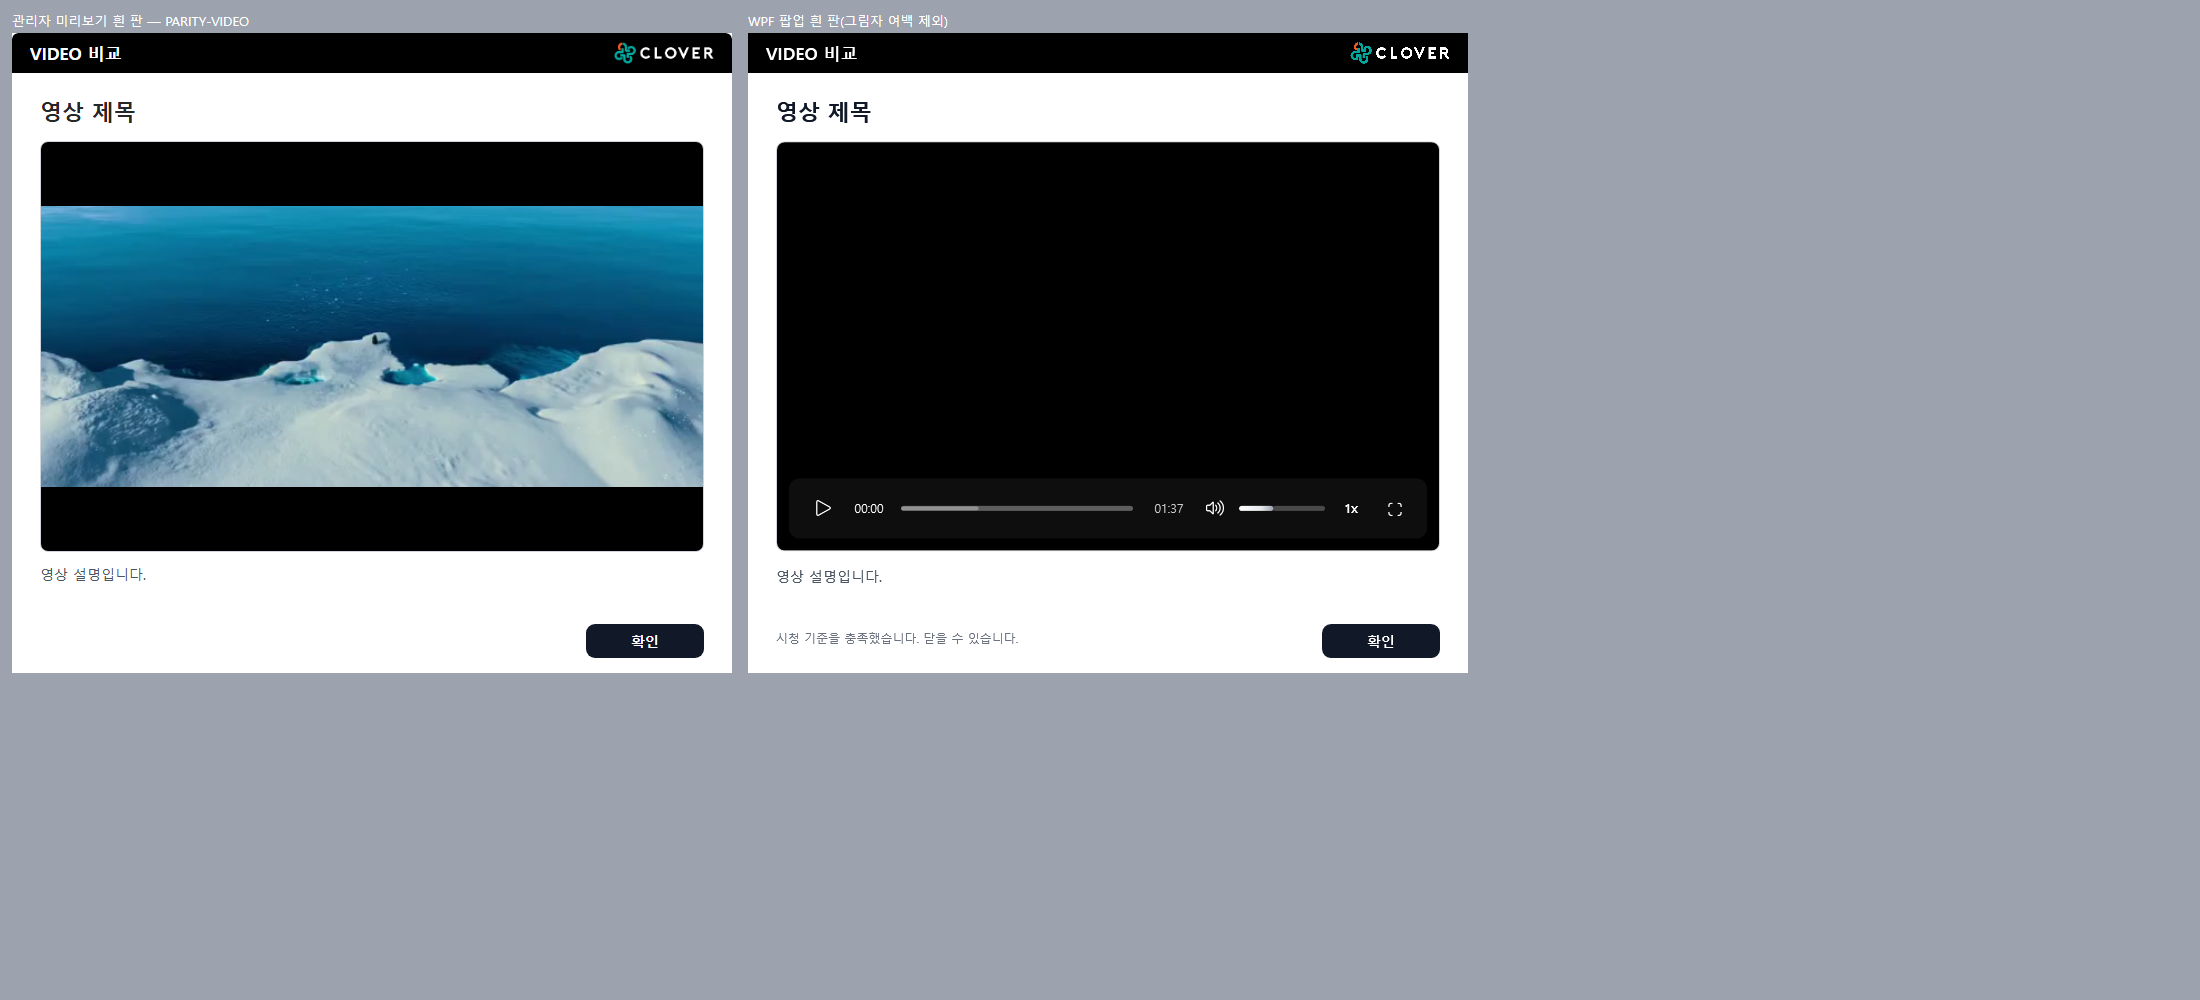 관리자 미리보기 흰 판 — PARITY-VIDEO
VIDEO 비교
CLOVER
영상 제목
영상 설명입니다.
확인
WPF 팝업 흰 판(그림자 여백 제외)
VIDEO 비교
CLOVER
영상 제목
00:00
01:37
1x
영상 설명입니다.
시청 기준을 충족했습니다. 닫을 수 있습니다.
확인